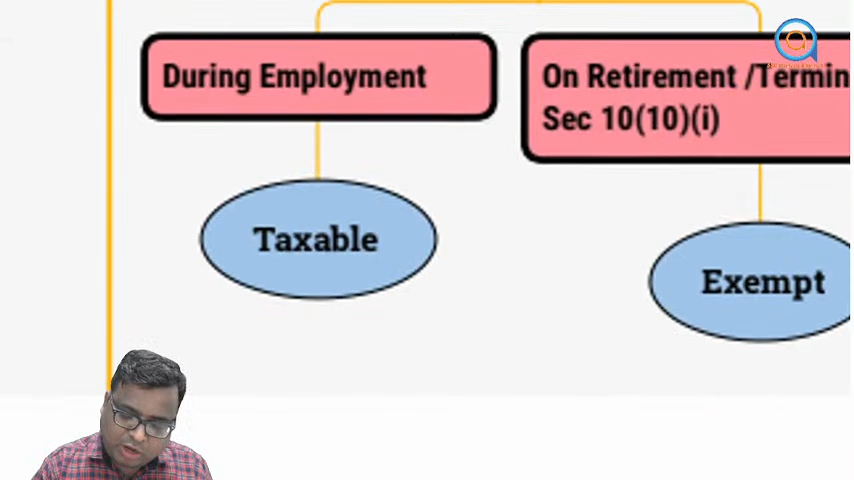 During Employment
On Retirement /Termin
Sec 10(10)(i)
Taxable
Exempt